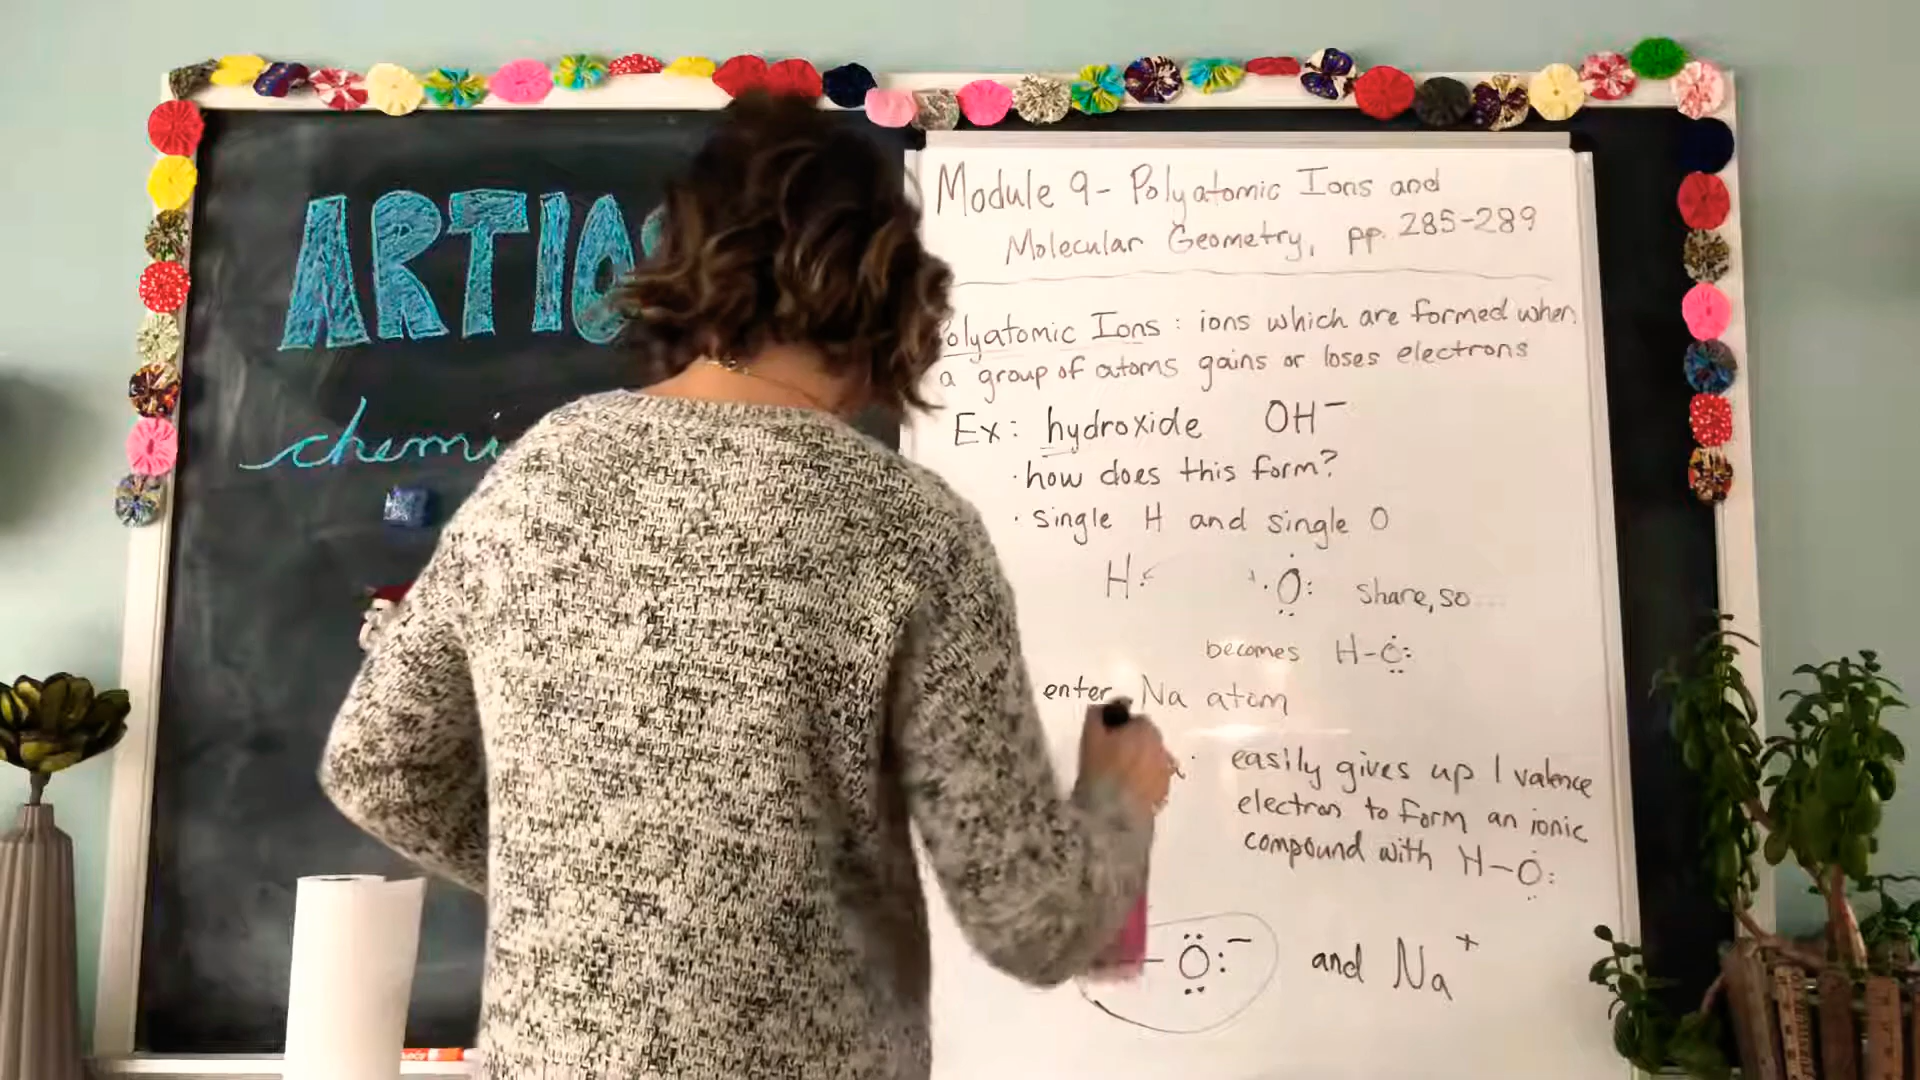 ARTIO
chemi
Module 9- Polyatomic Ions and
Molecular Geometry, pp. 285-289
olyatomic Ions: ions which are formed when
a group of atoms gains or loses electrons
Ex: hydroxide OH⁻
· how does this form?
· single H and single O
H· ·O: share, so
becomes H-O:
enter Na atom
easily gives up 1 valence
electron to form an ionic
compound with H-O:
-O:⁻ and Na⁺